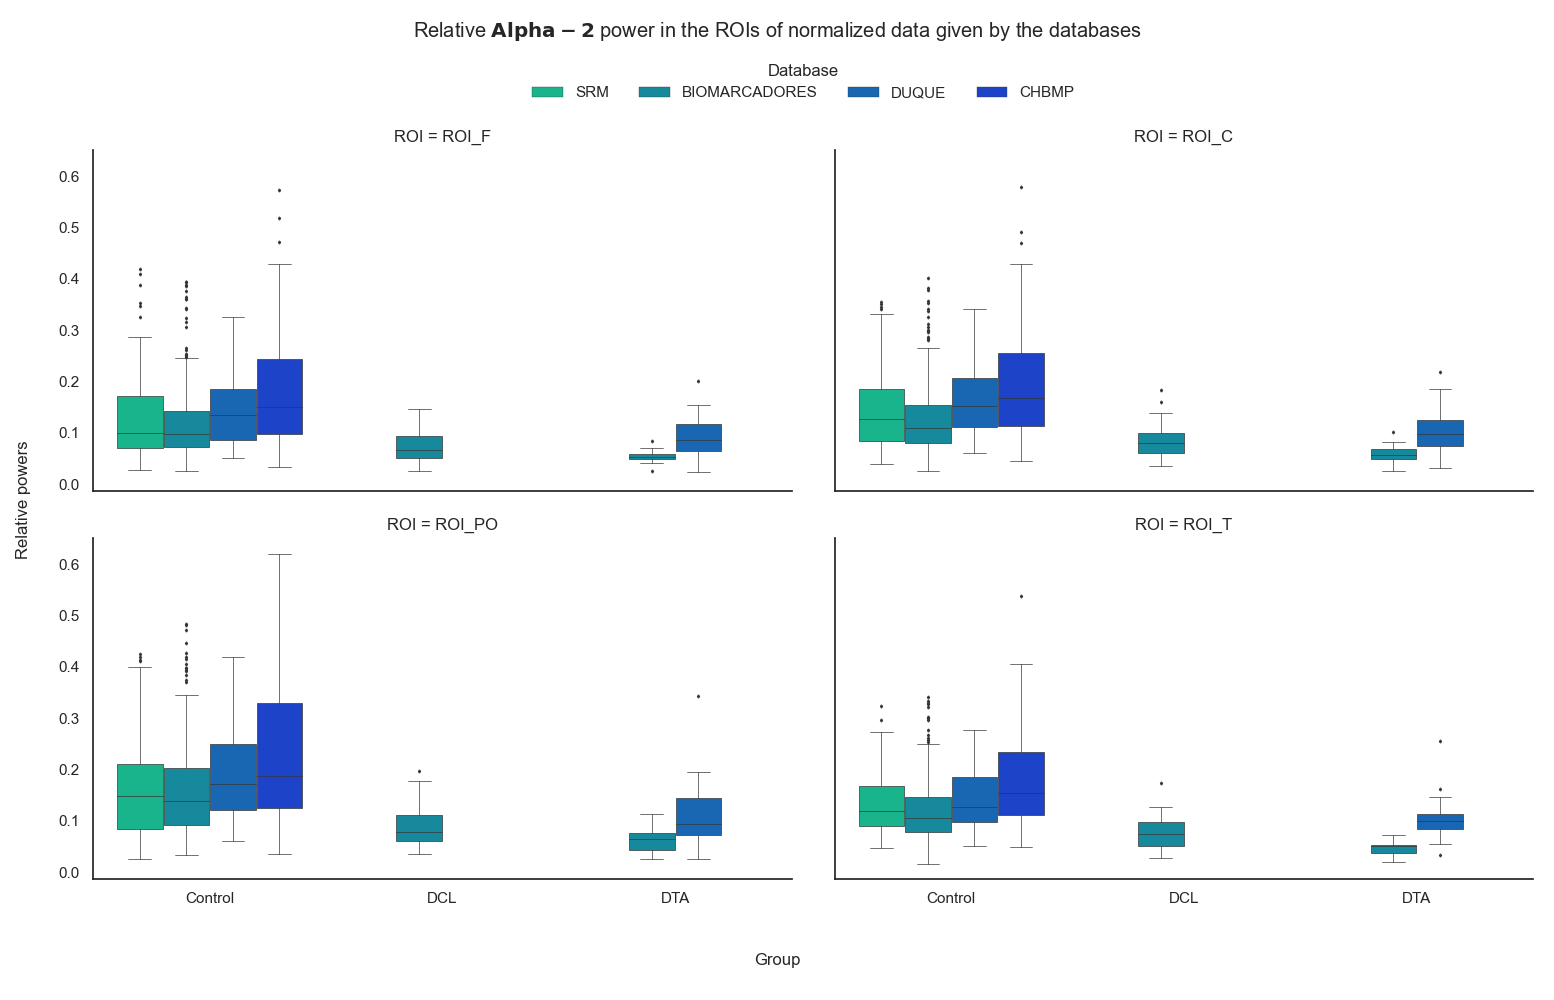 Relative Alpha − 2 power in the ROIs of normalized data given by the databases
Database
SRM BIOMARCADORES DUQUE CHBMP
ROI = ROI_F ROI = ROI_C
0.6
0.5
0.4
0.3
0.2
0.1
0.0
Relative powers
ROI = ROI_PO ROI = ROI_T
0.6
0.5
0.4
0.3
0.2
0.1
0.0
Control DCL DTA Control DCL DTA
Group